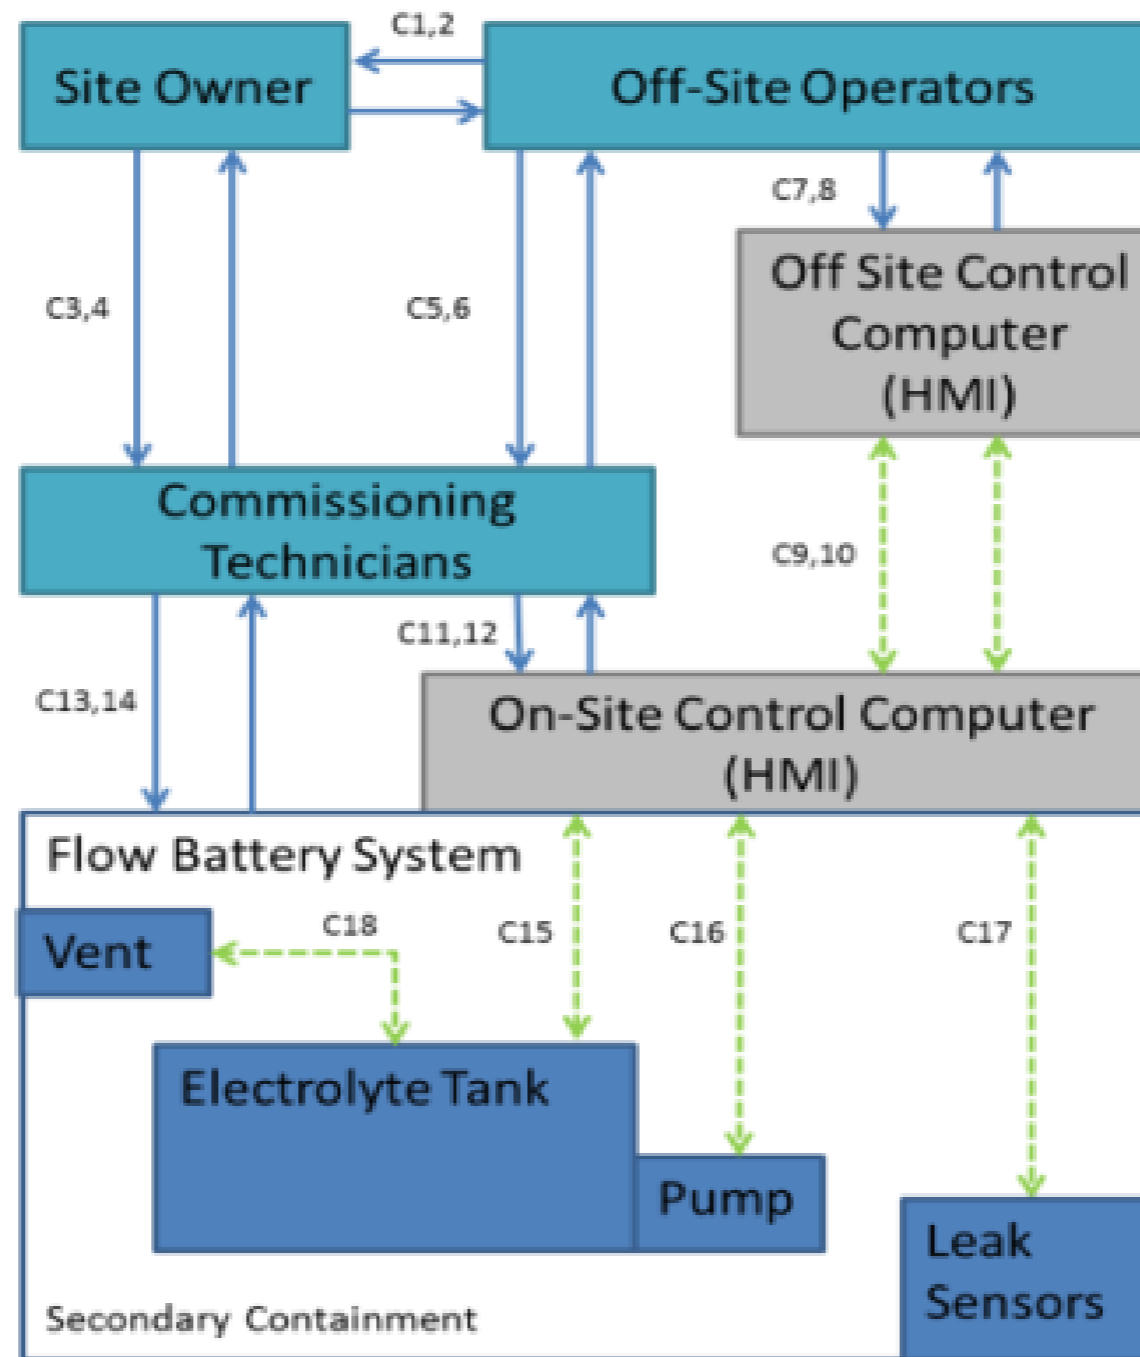 C1,2
Site Owner
Off-Site Operators
C7,8
Off Site Control
Computer
(HMI)
C3,4
C5,6
Commissioning
Technicians
C9,10
C11,12
C13,14
On-Site Control Computer
(HMI)
Flow Battery System
Vent
C18
C15
C16
C17
Electrolyte Tank
Pump
Leak
Sensors
Secondary Containment